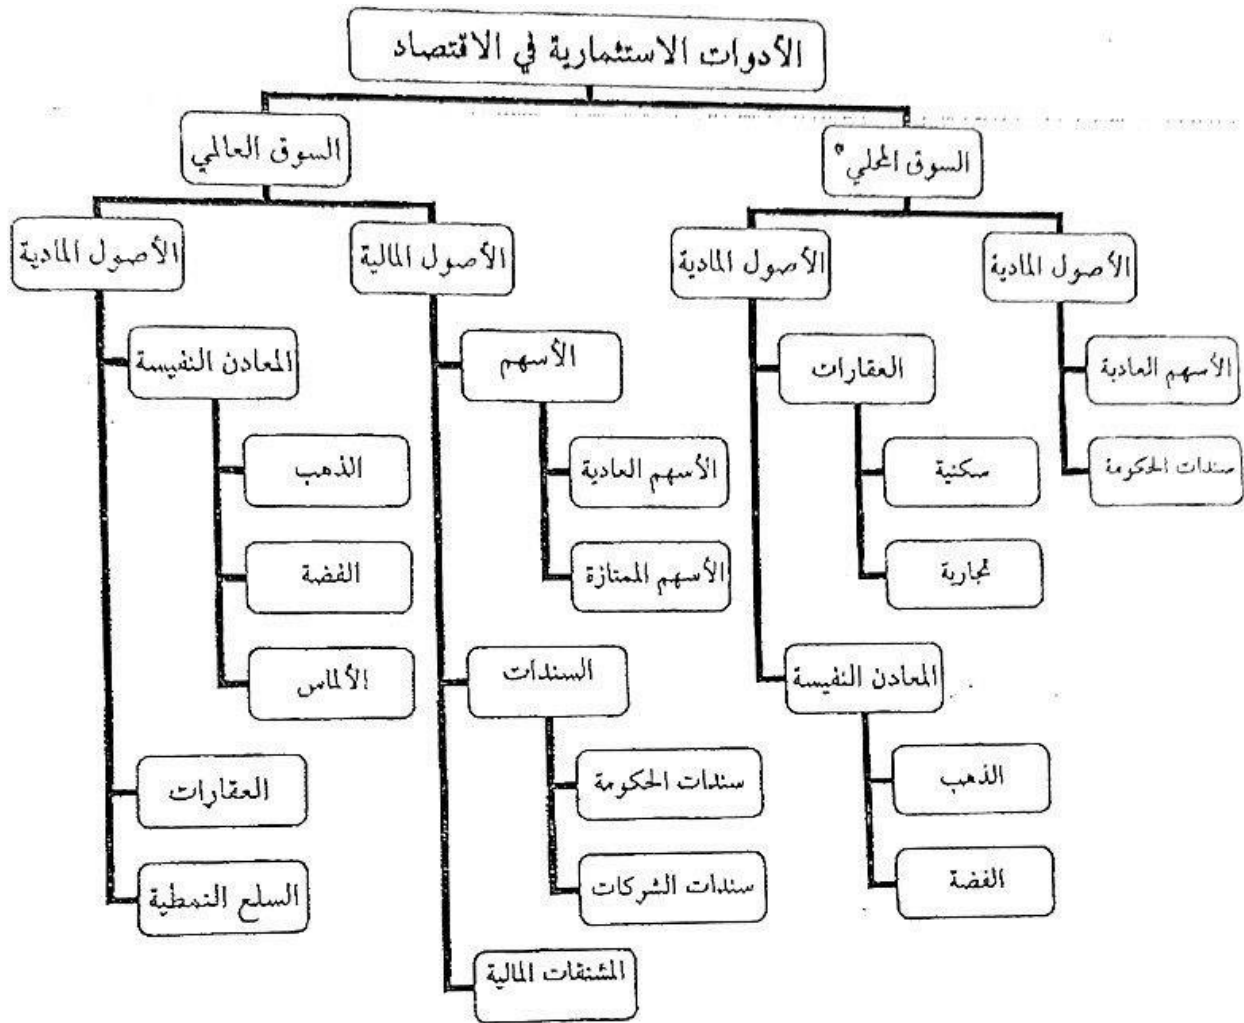 الأدوات الاستثمارية في الاقتصاد
السوق المحلي
السوق العالمي
الأصول المادية
الأصول المادية
الأصول المالية
الأصول المادية
الأسهم العادية
سندات الحكومة
العقارات
سكنية
تجارية
المعادن النفيسة
الذهب
الفضة
الأسهم
الأسهم العادية
الأسهم الممتازة
السندات
سندات الحكومة
سندات الشركات
المشتقات المالية
المعادن النفيسة
الذهب
الفضة
الألماس
العقارات
السلع النمطية